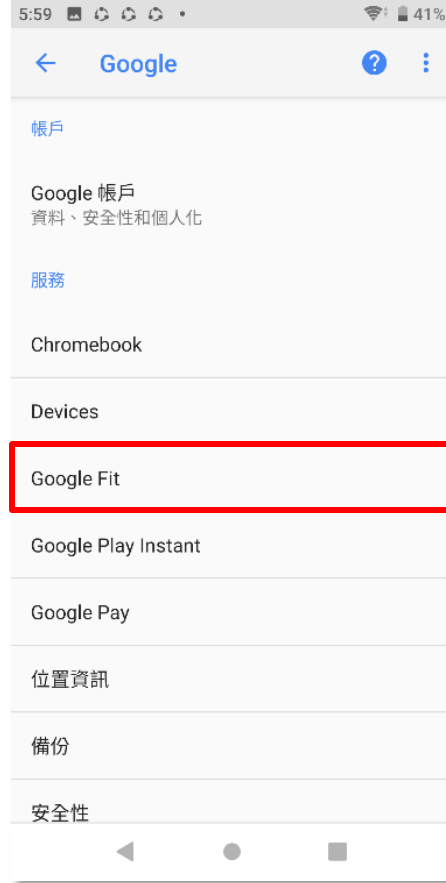 5:59
41%
Google
帳戶
Google 帳戶
資料、安全性和個人化
服務
Chromebook
Devices
Google Fit
Google Play Instant
Google Pay
位置資訊
備份
安全性